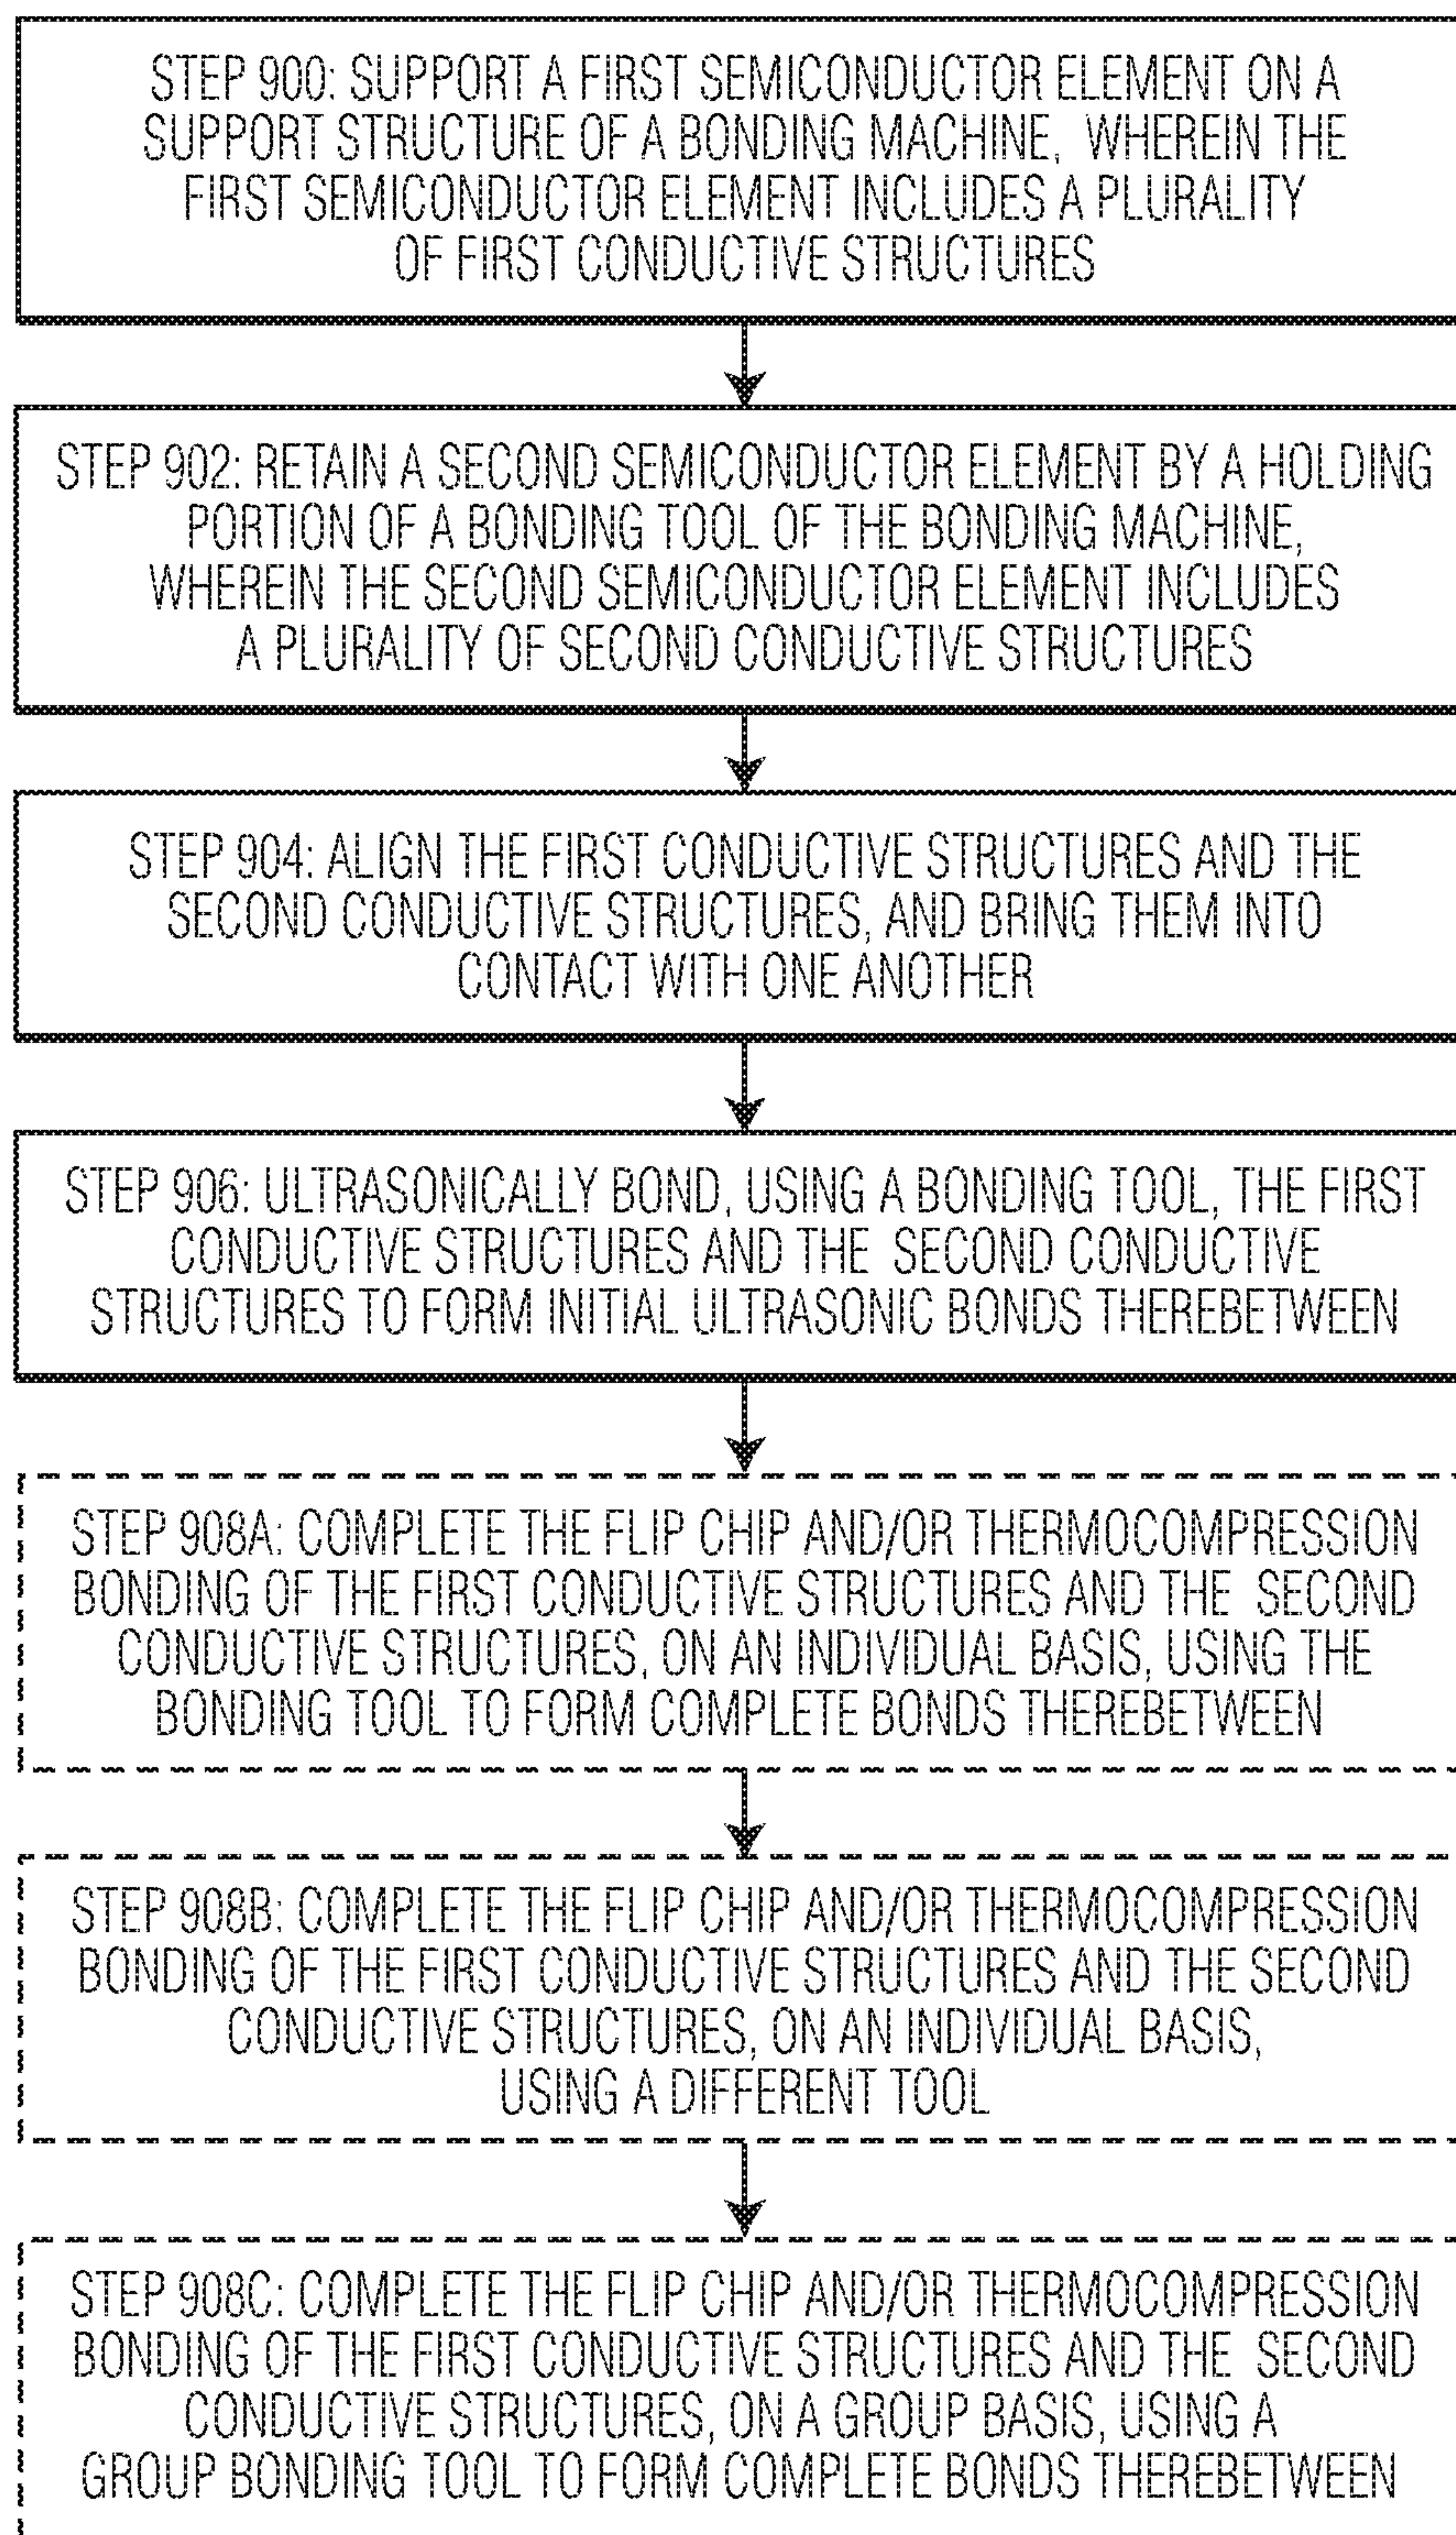 STEP 900: SUPPORT A FIRST SEMICONDUCTOR ELEMENT ON A
SUPPORT STRUCTURE OF A BONDING MACHINE, WHEREIN THE
FIRST SEMICONDUCTOR ELEMENT INCLUDES A PLURALITY
OF FIRST CONDUCTIVE STRUCTURES
STEP 902: RETAIN A SECOND SEMICONDUCTOR ELEMENT BY A HOLDING
PORTION OF A BONDING TOOL OF THE BONDING MACHINE,
WHEREIN THE SECOND SEMICONDUCTOR ELEMENT INCLUDES
A PLURALITY OF SECOND CONDUCTIVE STRUCTURES
STEP 904: ALIGN THE FIRST CONDUCTIVE STRUCTURES AND THE
SECOND CONDUCTIVE STRUCTURES, AND BRING THEM INTO
CONTACT WITH ONE ANOTHER
STEP 906: ULTRASONICALLY BOND, USING A BONDING TOOL, THE FIRST
CONDUCTIVE STRUCTURES AND THE SECOND CONDUCTIVE
STRUCTURES TO FORM INITIAL ULTRASONIC BONDS THEREBETWEEN
STEP 908A: COMPLETE THE FLIP CHIP AND/OR THERMOCOMPRESSION
BONDING OF THE FIRST CONDUCTIVE STRUCTURES AND THE SECOND
CONDUCTIVE STRUCTURES, ON AN INDIVIDUAL BASIS, USING THE
BONDING TOOL TO FORM COMPLETE BONDS THEREBETWEEN
STEP 908B: COMPLETE THE FLIP CHIP AND/OR THERMOCOMPRESSION
BONDING OF THE FIRST CONDUCTIVE STRUCTURES AND THE SECOND
CONDUCTIVE STRUCTURES, ON AN INDIVIDUAL BASIS,
USING A DIFFERENT TOOL
STEP 908C: COMPLETE THE FLIP CHIP AND/OR THERMOCOMPRESSION
BONDING OF THE FIRST CONDUCTIVE STRUCTURES AND THE SECOND
CONDUCTIVE STRUCTURES, ON A GROUP BASIS, USING A
GROUP BONDING TOOL TO FORM COMPLETE BONDS THEREBETWEEN